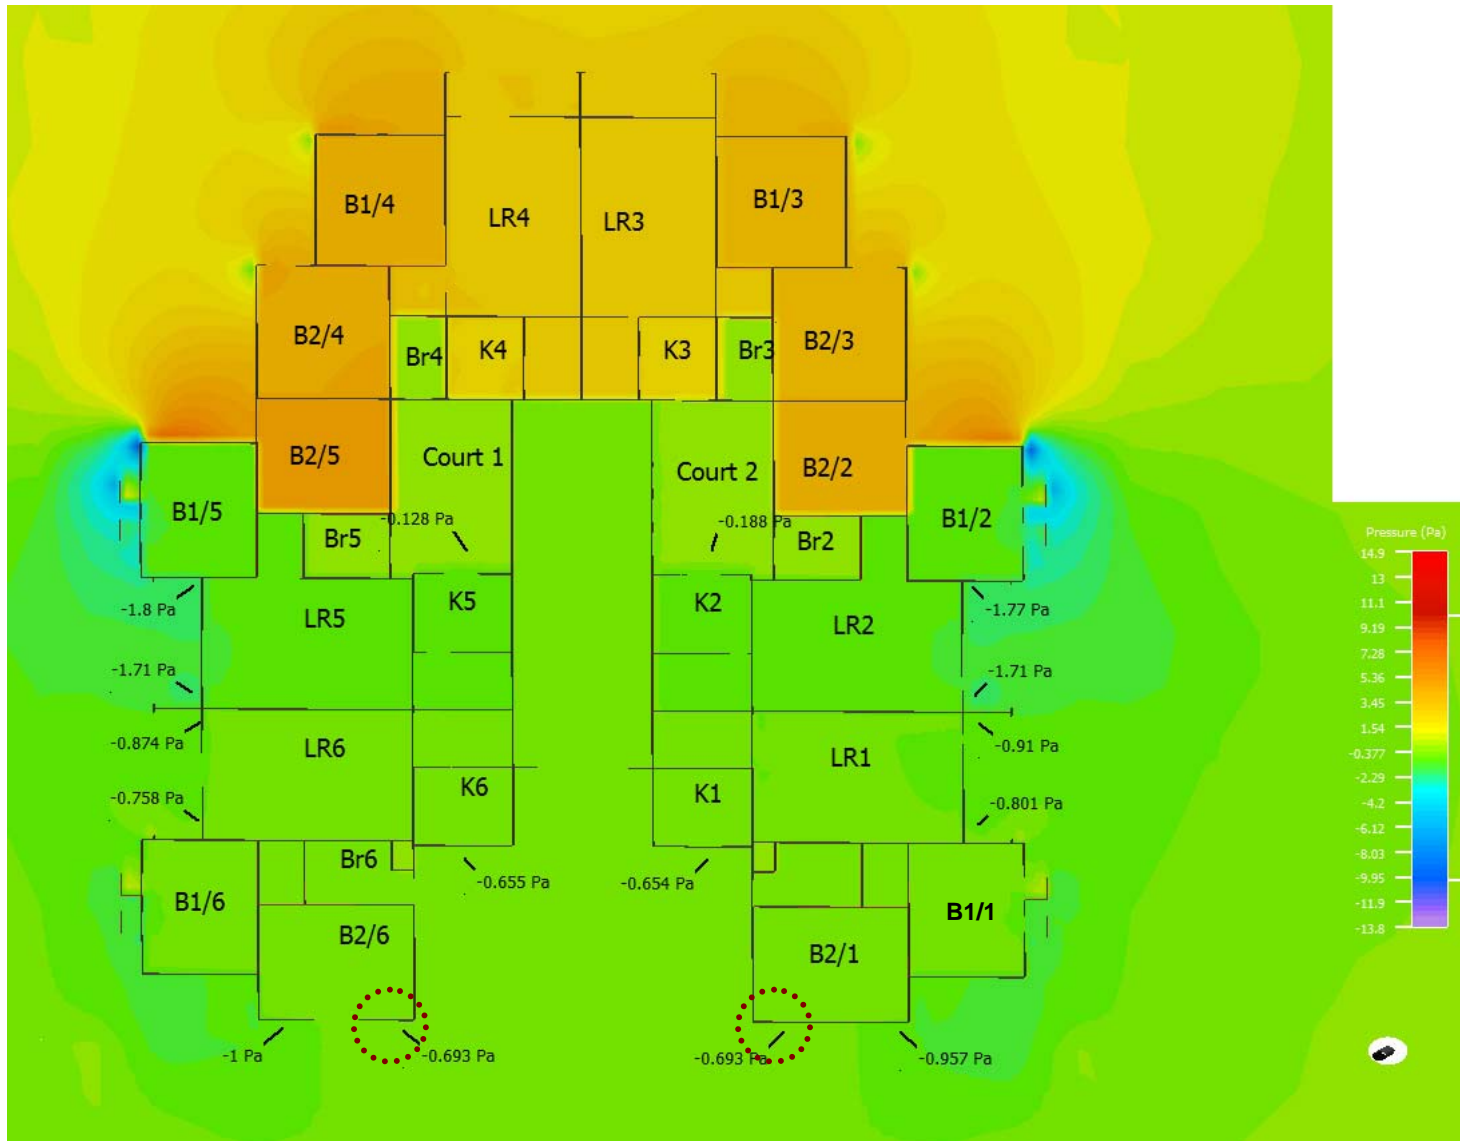 B1/4
LR4
LR3
B1/3
B2/4
Br4
K4
K3
Br3
B2/3
B2/5
Court 1
Court 2
B2/2
B1/5
Br5
-0.128 Pa
-0.188 Pa
Br2
B1/2
Pressure (Pa)
14.9
13
11.1
9.19
7.28
5.36
3.45
1.54
-0.377
-2.29
-4.2
-6.12
-8.03
-9.95
-11.9
-13.8
-1.8 Pa
LR5
K5
K2
LR2
-1.77 Pa
-1.71 Pa
-1.71 Pa
-0.874 Pa
LR6
LR1
-0.91 Pa
-0.758 Pa
K6
K1
-0.801 Pa
Br6
-0.655 Pa
-0.654 Pa
B1/6
B1/1
B2/6
B2/1
-1 Pa
-0.693 Pa
-0.693 Pa
-0.957 Pa